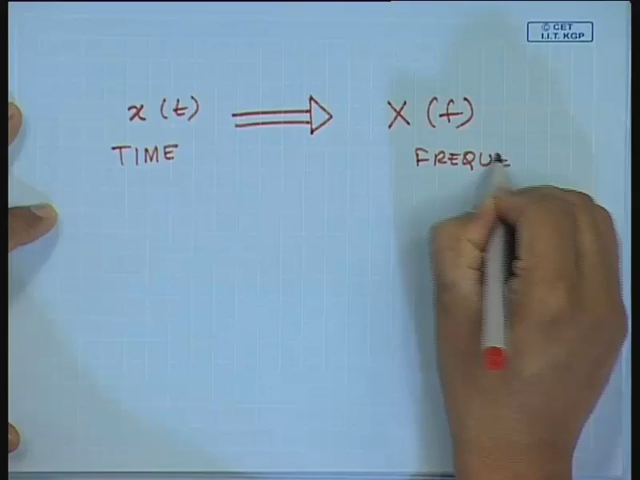 © CET
I.I.T. KGP
x (t) ⇒ X (f)
TIME FREQUE